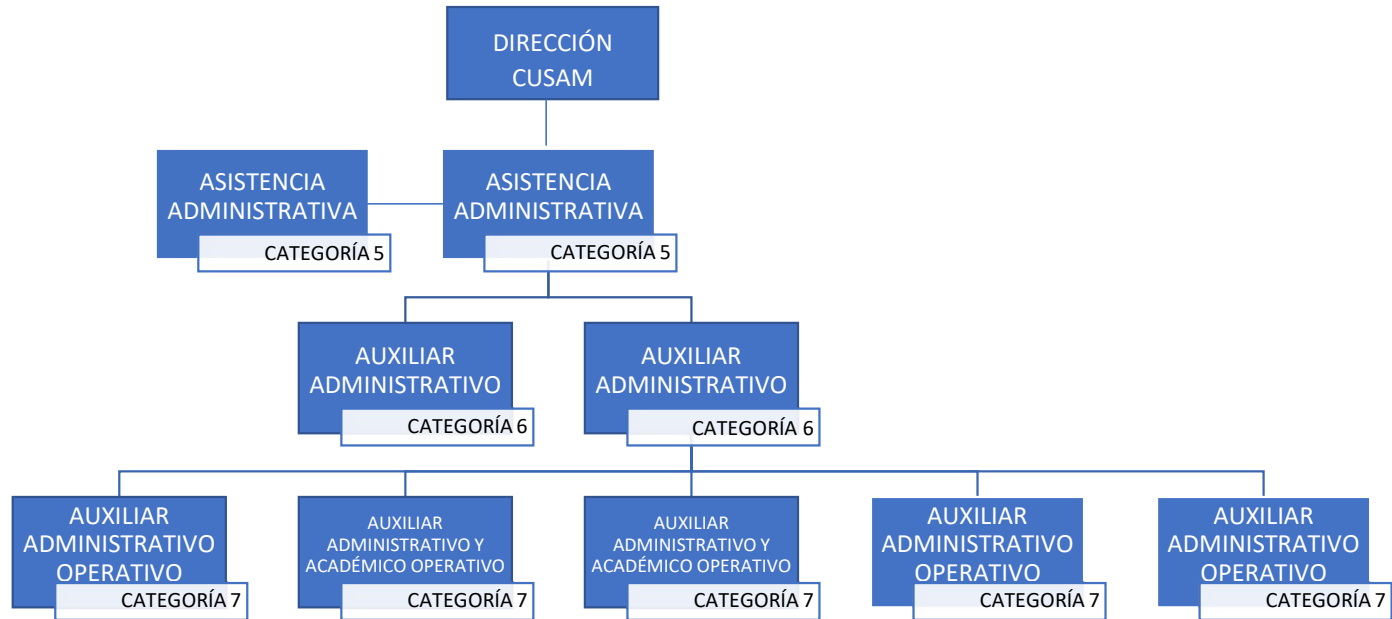 DIRECCIÓN
CUSAM
ASISTENCIA
ADMINISTRATIVA
CATEGORÍA 5
ASISTENCIA
ADMINISTRATIVA
CATEGORÍA 5
AUXILIAR
ADMINISTRATIVO
CATEGORÍA 6
AUXILIAR
ADMINISTRATIVO
CATEGORÍA 6
AUXILIAR
ADMINISTRATIVO
OPERATIVO
CATEGORÍA 7
AUXILIAR
ADMINISTRATIVO Y
ACADÉMICO OPERATIVO
CATEGORÍA 7
AUXILIAR
ADMINISTRATIVO Y
ACADÉMICO OPERATIVO
CATEGORÍA 7
AUXILIAR
ADMINISTRATIVO
OPERATIVO
CATEGORÍA 7
AUXILIAR
ADMINISTRATIVO
OPERATIVO
CATEGORÍA 7